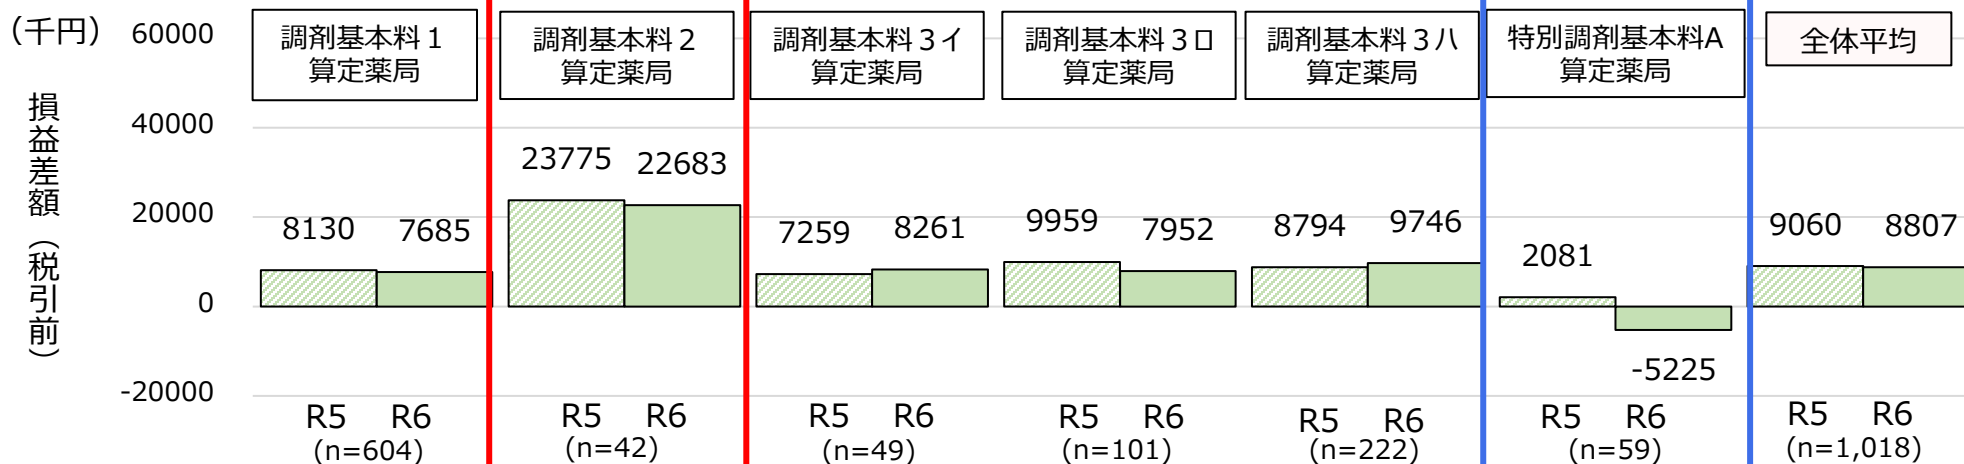 （千円）
損益差額（税引前）
60000
40000
20000
0
-20000
調剤基本料１
算定薬局
8130 7685
R5 R6
(n=604)
調剤基本料２
算定薬局
23775 22683
R5 R6
(n=42)
調剤基本料３イ
算定薬局
7259 8261
R5 R6
(n=49)
調剤基本料３ロ
算定薬局
9959 7952
R5 R6
(n=101)
調剤基本料３ハ
算定薬局
8794 9746
R5 R6
(n=222)
特別調剤基本料A
算定薬局
2081
-5225
R5 R6
(n=59)
全体平均
9060 8807
R5 R6
(n=1,018)